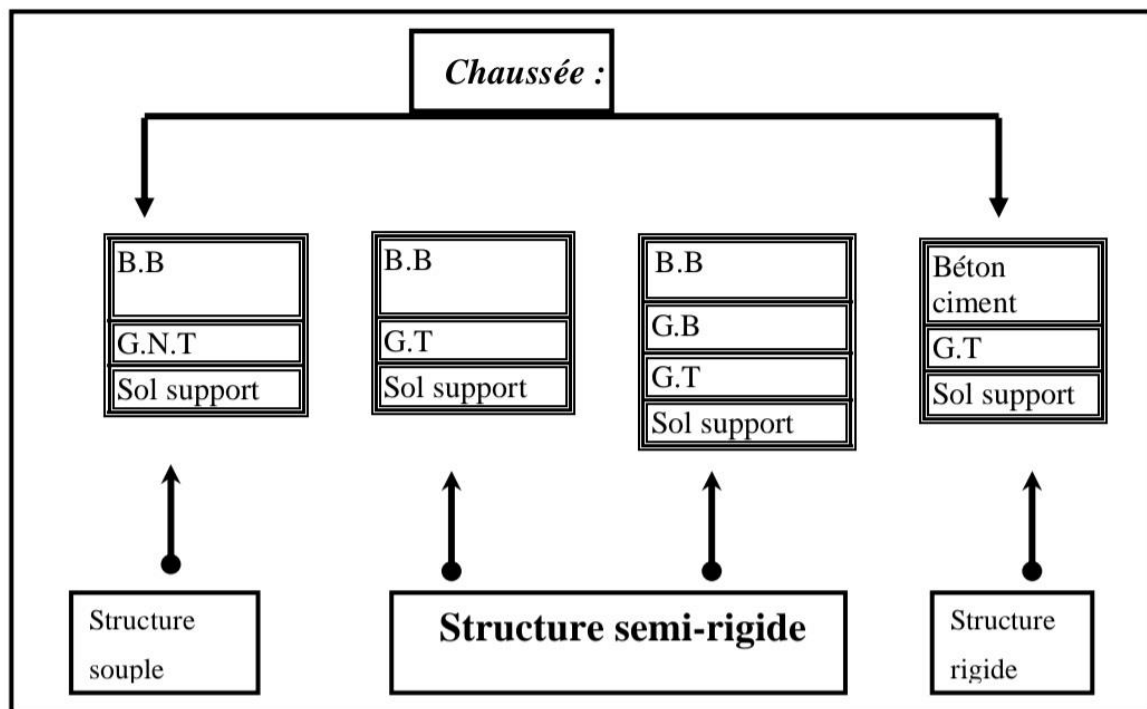 Chaussée :
B.B
G.N.T
Sol support
B.B
G.T
Sol support
B.B
G.B
G.T
Sol support
Béton
ciment
G.T
Sol support
Structure
souple
Structure semi-rigide
Structure
rigide